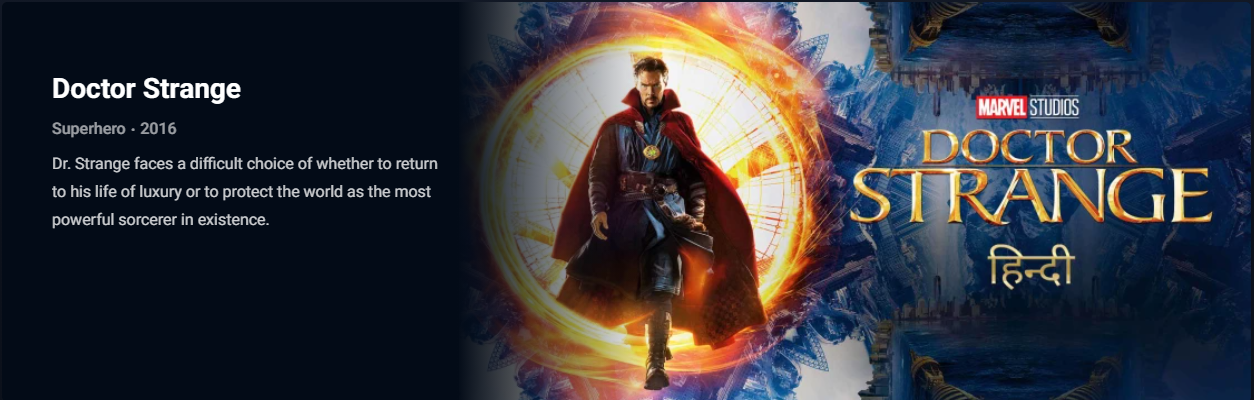 Doctor Strange
Superhero · 2016
Dr. Strange faces a difficult choice of whether to return
to his life of luxury or to protect the world as the most
powerful sorcerer in existence.
MARVEL STUDIOS
DOCTOR
STRANGE
हिन्दी